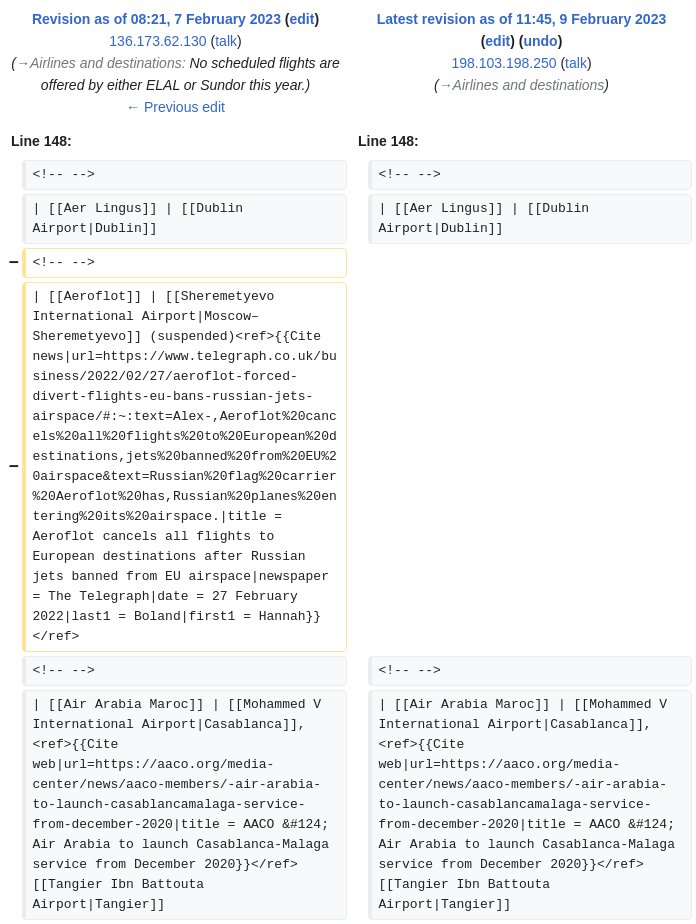 Revision as of 08:21, 7 February 2023 (edit)
136.173.62.130 (talk)
(→Airlines and destinations: No scheduled flights are
offered by either ELAL or Sundor this year.)
← Previous edit
Latest revision as of 11:45, 9 February 2023
(edit) (undo)
198.103.198.250 (talk)
(→Airlines and destinations)
Line 148:
Line 148:
<!-- -->
<!-- -->
| [[Aer Lingus]] | [[Dublin
Airport|Dublin]]
| [[Aer Lingus]] | [[Dublin
Airport|Dublin]]
− <!-- -->
− | [[Aeroflot]] | [[Sheremetyevo
International Airport|Moscow–
Sheremetyevo]] (suspended)<ref>{{Cite
news|url=https://www.telegraph.co.uk/bu
siness/2022/02/27/aeroflot-forced-
divert-flights-eu-bans-russian-jets-
airspace/#:~:text=Alex-,Aeroflot%20canc
els%20all%20flights%20to%20European%20d
estinations,jets%20banned%20from%20EU%2
0airspace&text=Russian%20flag%20carrier
%20Aeroflot%20has,Russian%20planes%20en
tering%20its%20airspace.|title =
Aeroflot cancels all flights to
European destinations after Russian
jets banned from EU airspace|newspaper
= The Telegraph|date = 27 February
2022|last1 = Boland|first1 = Hannah}}
</ref>
<!-- -->
<!-- -->
| [[Air Arabia Maroc]] | [[Mohammed V
International Airport|Casablanca]],
<ref>{{Cite
web|url=https://aaco.org/media-
center/news/aaco-members/-air-arabia-
to-launch-casablancamalaga-service-
from-december-2020|title = AACO &#124;
Air Arabia to launch Casablanca-Malaga
service from December 2020}}</ref>
[[Tangier Ibn Battouta
Airport|Tangier]]
| [[Air Arabia Maroc]] | [[Mohammed V
International Airport|Casablanca]],
<ref>{{Cite
web|url=https://aaco.org/media-
center/news/aaco-members/-air-arabia-
to-launch-casablancamalaga-service-
from-december-2020|title = AACO &#124;
Air Arabia to launch Casablanca-Malaga
service from December 2020}}</ref>
[[Tangier Ibn Battouta
Airport|Tangier]]